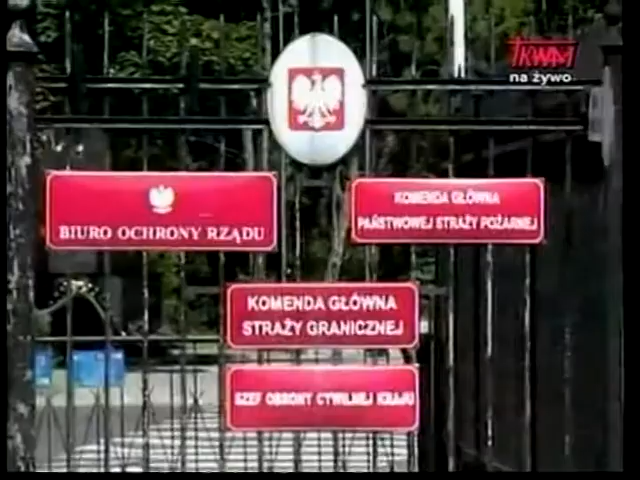 TRWAM
na żywo
BIURO OCHRONY RZĄDU
KOMENDA GŁÓWNA
PAŃSTWOWEJ STRAŻY POŻARNEJ
KOMENDA GŁÓWNA
STRAŻY GRANICZNEJ
SZEF OBRONY CYWILNEJ KRAJU